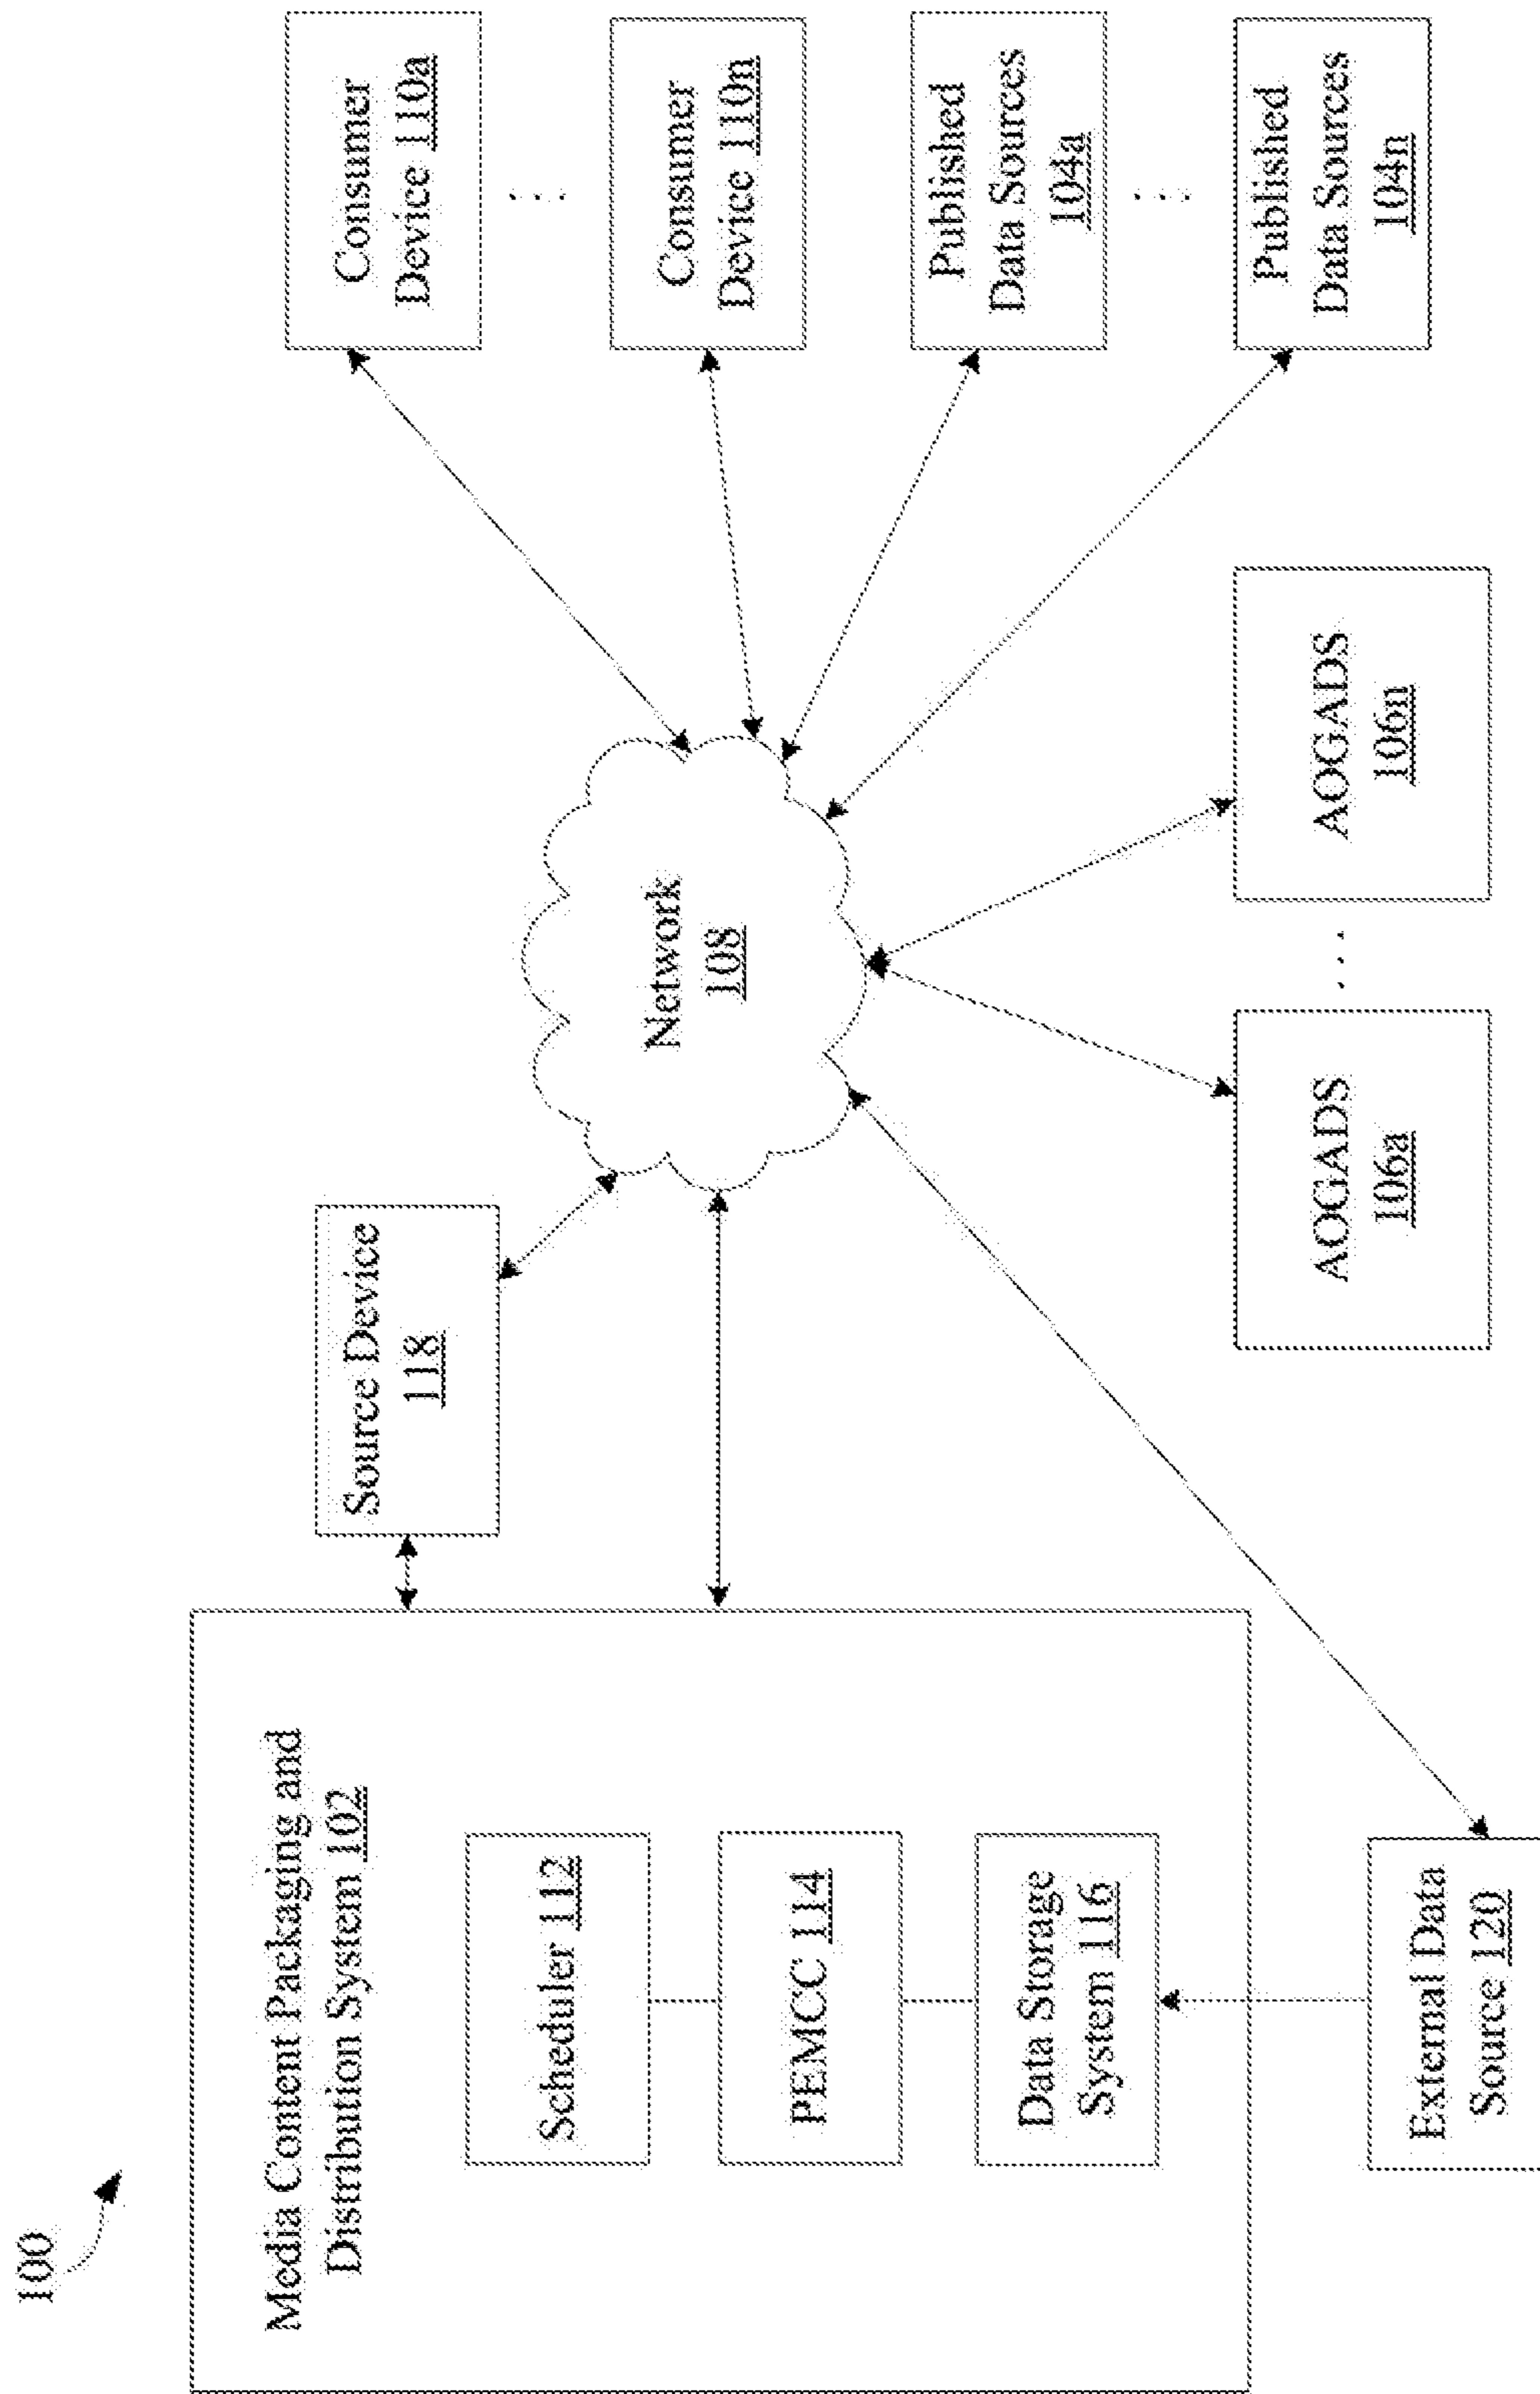 100
Media Content Packaging and
Distribution System 102
Scheduler 112
PEMCC 114
Data Storage
System 116
External Data
Source 120
Source Device
118
Network
108
AOGADS
106a
. . .
AOGADS
106n
Consumer
Device 110a
. . .
Consumer
Device 110n
Published
Data Sources
104a
. . .
Published
Data Sources
104n